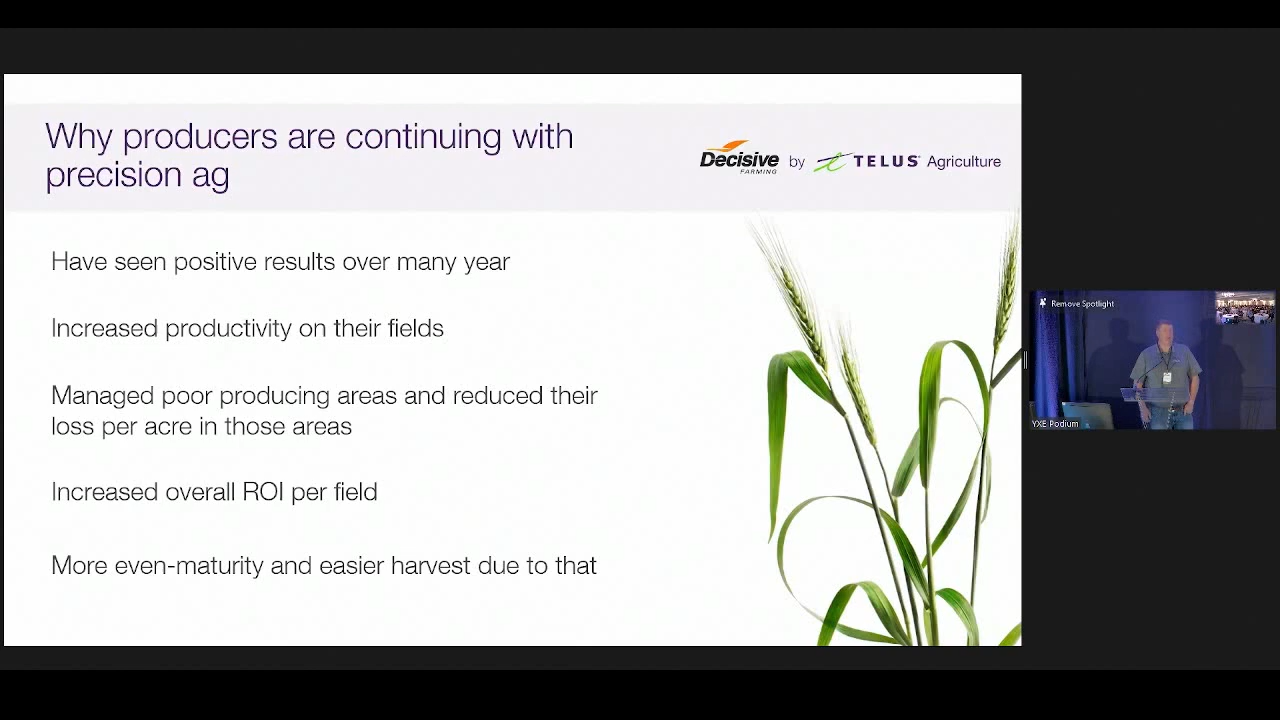 Why producers are continuing with
precision ag
Decisive
FARMING
by
TELUS® Agriculture
Have seen positive results over many year
Increased productivity on their fields
Managed poor producing areas and reduced their
loss per acre in those areas
Increased overall ROI per field
More even-maturity and easier harvest due to that
Remove Spotlight
YXE Podium